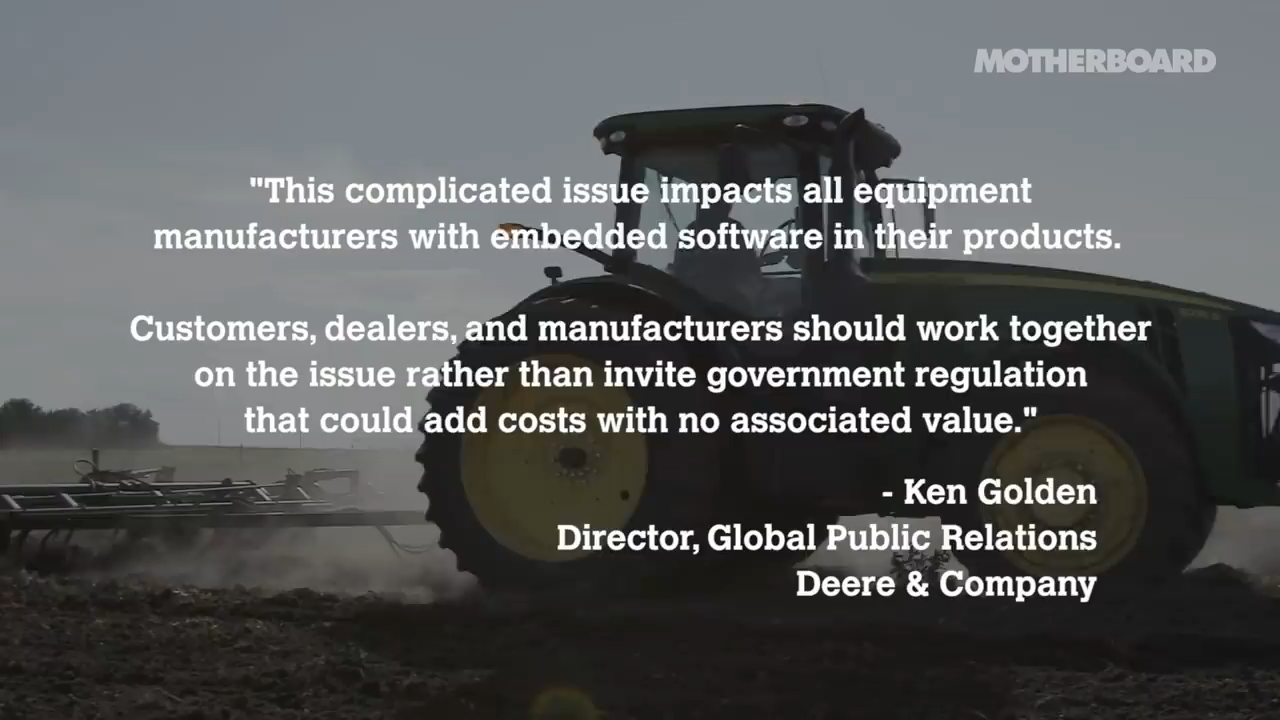 MOTHERBOARD
"This complicated issue impacts all equipment
manufacturers with embedded software in their products.
Customers, dealers, and manufacturers should work together
on the issue rather than invite government regulation
that could add costs with no associated value."
- Ken Golden
Director, Global Public Relations
Deere & Company